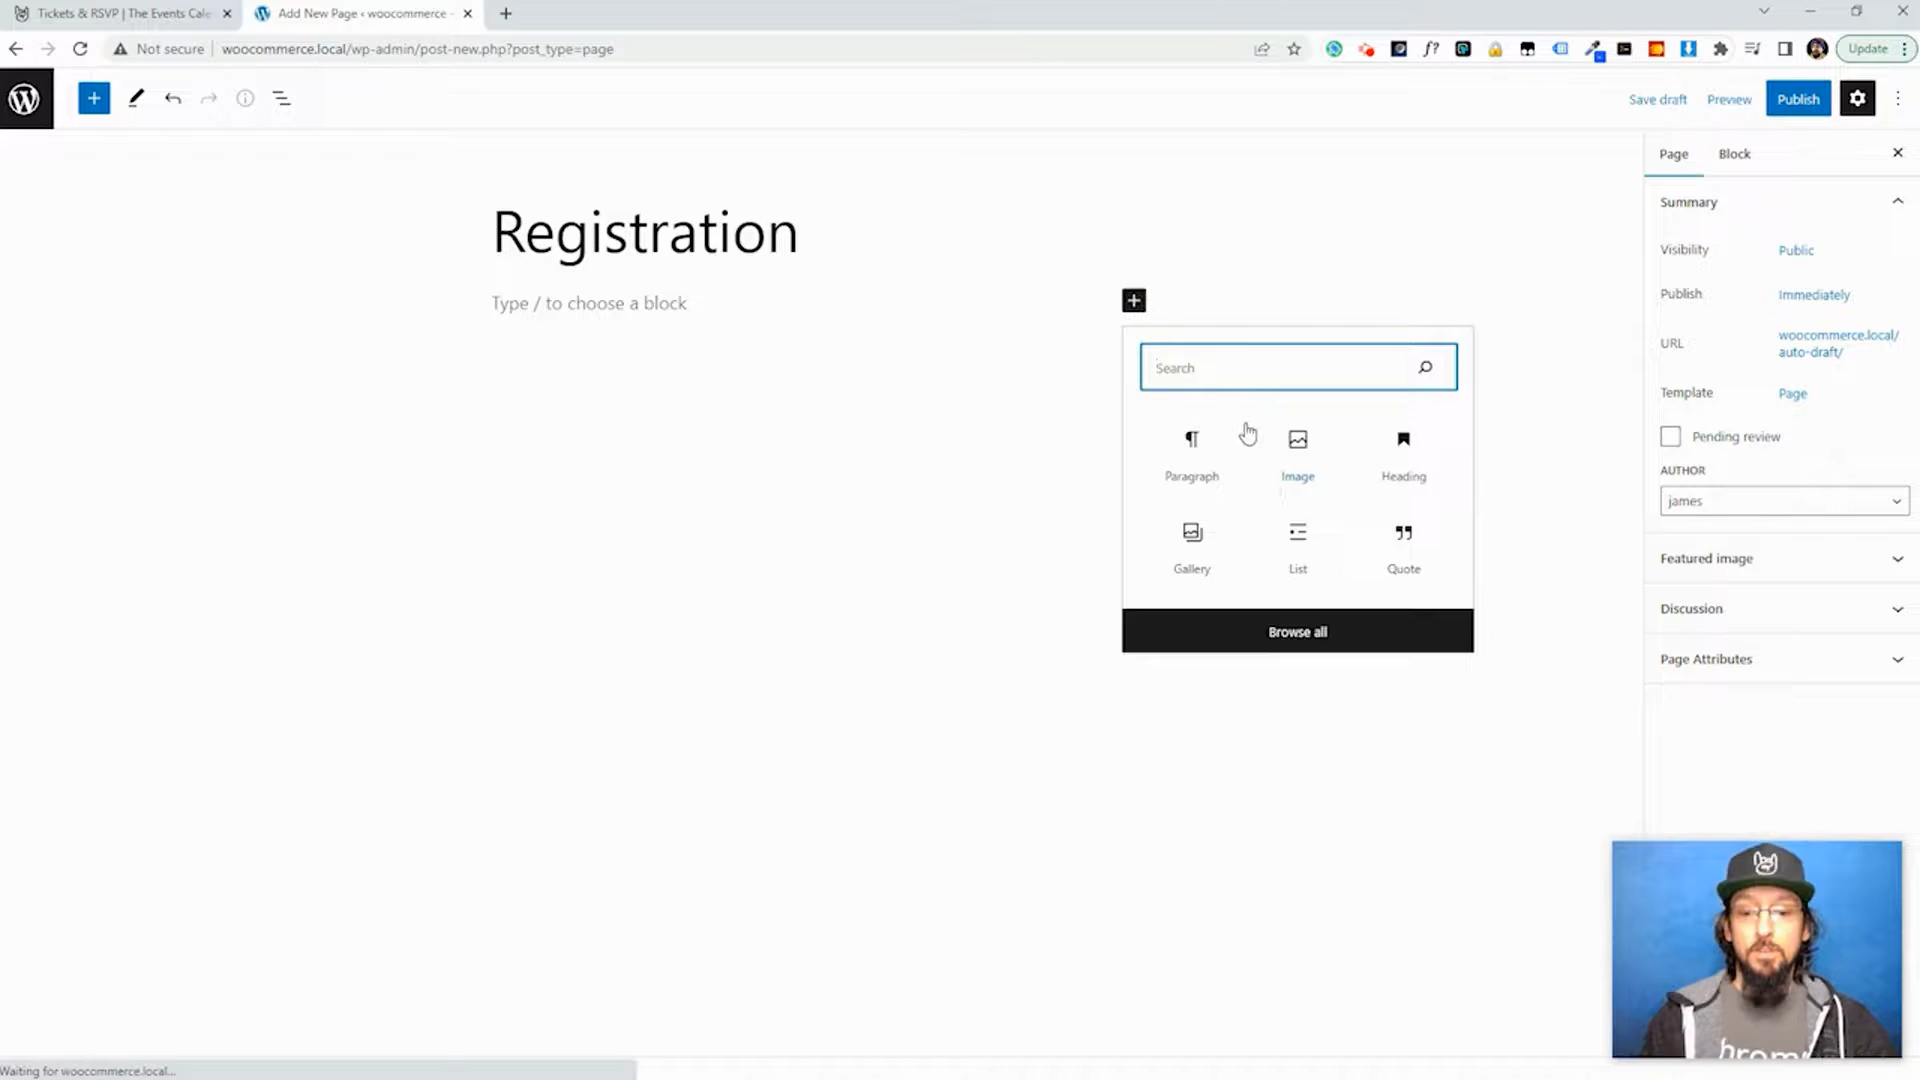 Tickets & RSVP | The Events Cale
Add New Page ‹ woocommerce -
Not secure
woocommerce.local/wp-admin/post-new.php?post_type=page
f?
Update
Save draft
Preview
Publish
Page
Block
Summary
Visibility
Public
Publish
Immediately
URL
woocommerce.local/
auto-draft/
Template
Page
Pending review
AUTHOR
james
Featured image
Discussion
Page Attributes
Registration
Type / to choose a block
Search
Paragraph
Image
Heading
Gallery
List
Quote
Browse all
Waiting for woocommerce.local...